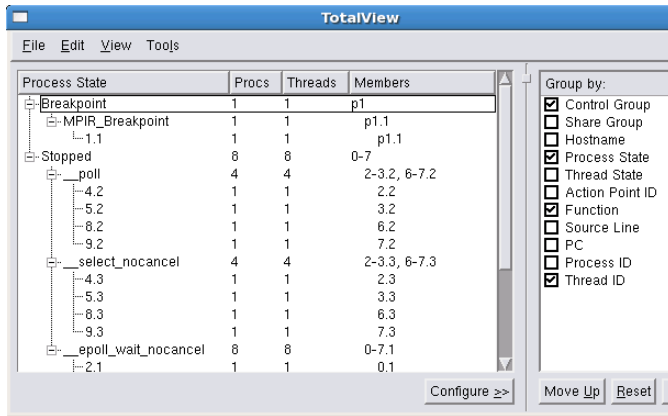 TotalView
File Edit View Tools
Process State Procs Threads Members
Breakpoint 1 1 p1
MPIR_Breakpoint 1 1 p1.1
1.1 1 1 p1.1
Stopped 8 8 0-7
__poll 4 4 2-3.2, 6-7.2
4.2 1 1 2.2
5.2 1 1 3.2
8.2 1 1 6.2
9.2 1 1 7.2
__select_nocancel 4 4 2-3.3, 6-7.3
4.3 1 1 2.3
5.3 1 1 3.3
8.3 1 1 6.3
9.3 1 1 7.3
__epoll_wait_nocancel 8 8 0-7.1
2.1 1 1 0.1
Configure >>
Group by:
Control Group
Share Group
Hostname
Process State
Thread State
Action Point ID
Function
Source Line
PC
Process ID
Thread ID
Move Up Reset